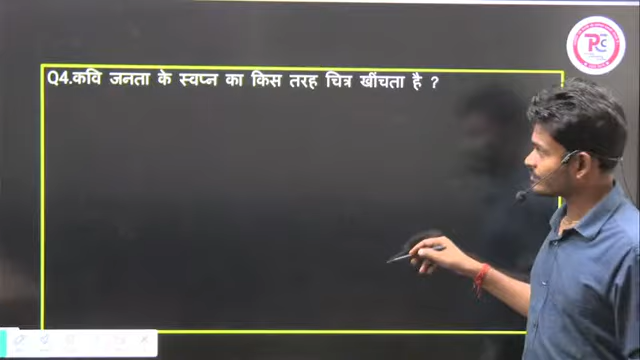 Q4.कवि जनता के स्वप्न का किस तरह चित्र खींचता है ?